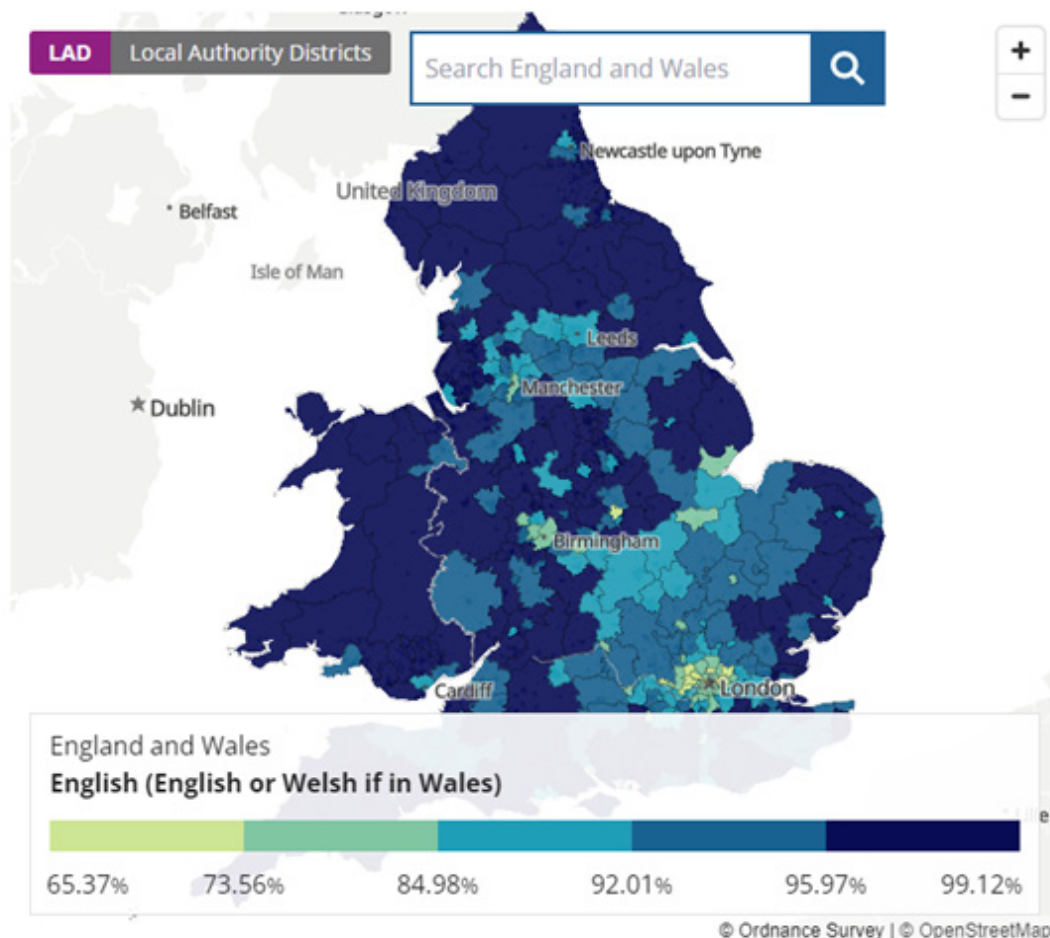 LAD Local Authority Districts
Search England and Wales
+
−
Newcastle upon Tyne
United Kingdom
Belfast
Isle of Man
Leeds
Manchester
Dublin
Birmingham
Cardiff
London
England and Wales
English (English or Welsh if in Wales)
Lille
65.37% 73.56% 84.98% 92.01% 95.97% 99.12%
© Ordnance Survey | © OpenStreetMap